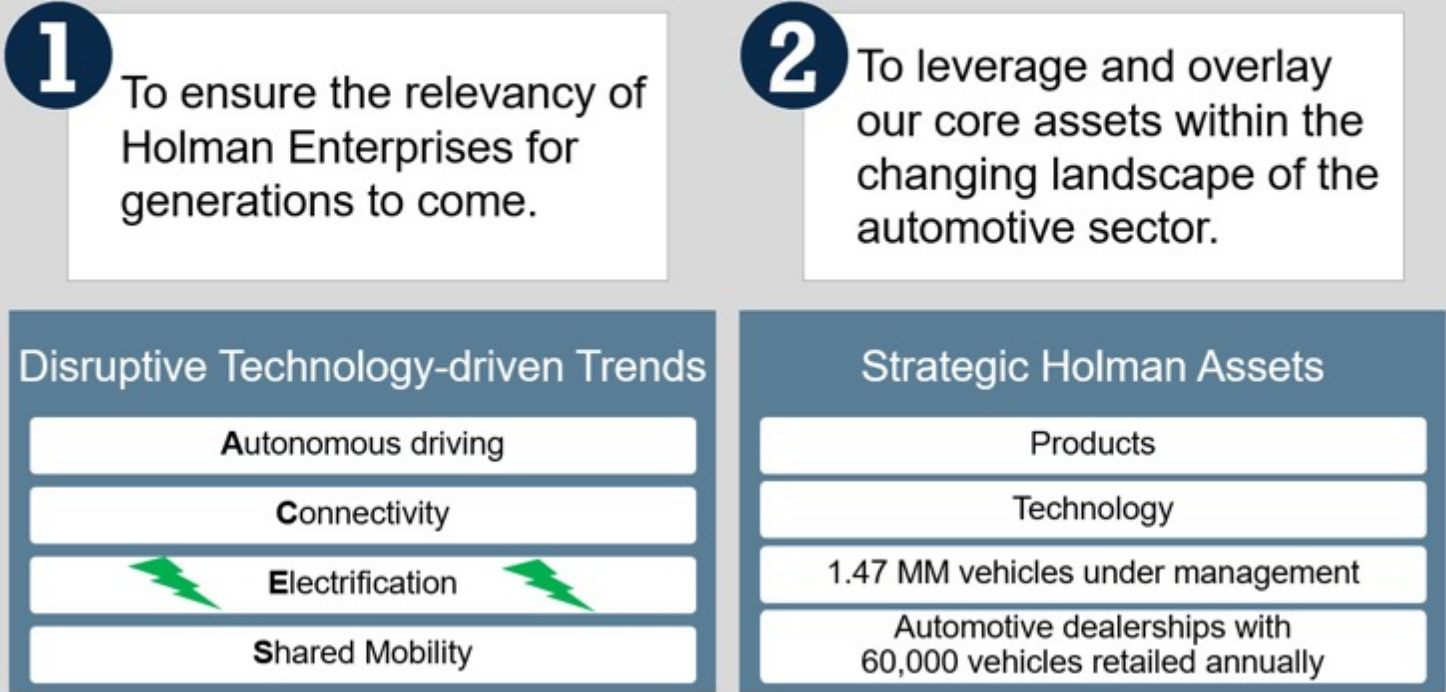 1
To ensure the relevancy of
Holman Enterprises for
generations to come.
2
To leverage and overlay
our core assets within the
changing landscape of the
automotive sector.
Disruptive Technology-driven Trends
Autonomous driving
Connectivity
Electrification
Shared Mobility
Strategic Holman Assets
Products
Technology
1.47 MM vehicles under management
Automotive dealerships with
60,000 vehicles retailed annually